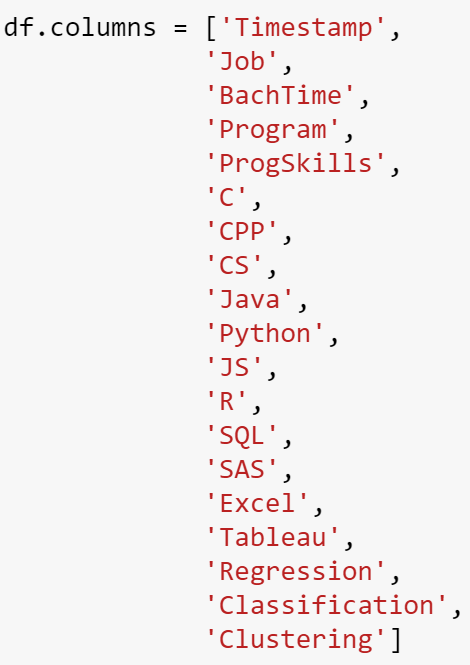 df.columns = ['Timestamp',
'Job',
'BachTime',
'Program',
'ProgSkills',
'C',
'CPP',
'CS',
'Java',
'Python',
'JS',
'R',
'SQL',
'SAS',
'Excel',
'Tableau',
'Regression',
'Classification',
'Clustering']